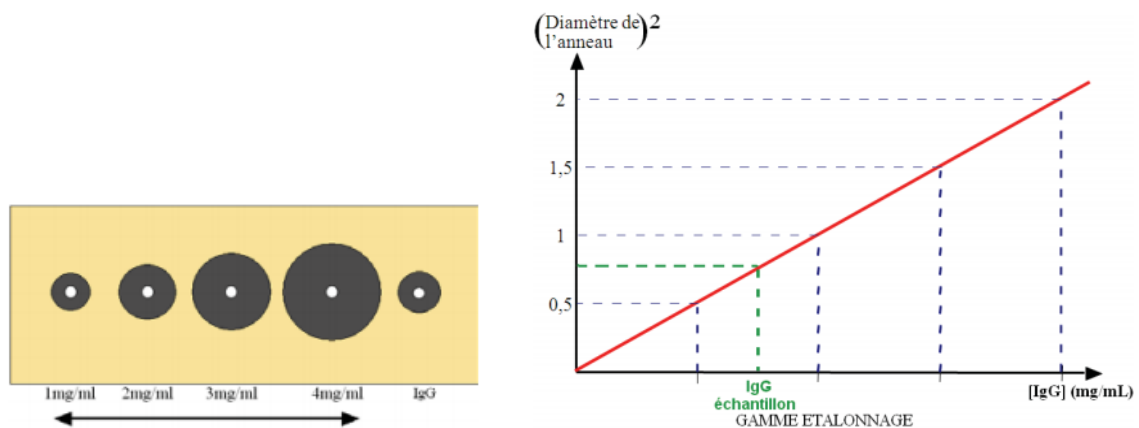 1mg/ml 2mg/ml 3mg/ml 4mg/ml IgG
(Diamètre de l’anneau)²
2
1,5
1
0,5
IgG
échantillon
[IgG] (mg/mL)
GAMME ETALONNAGE